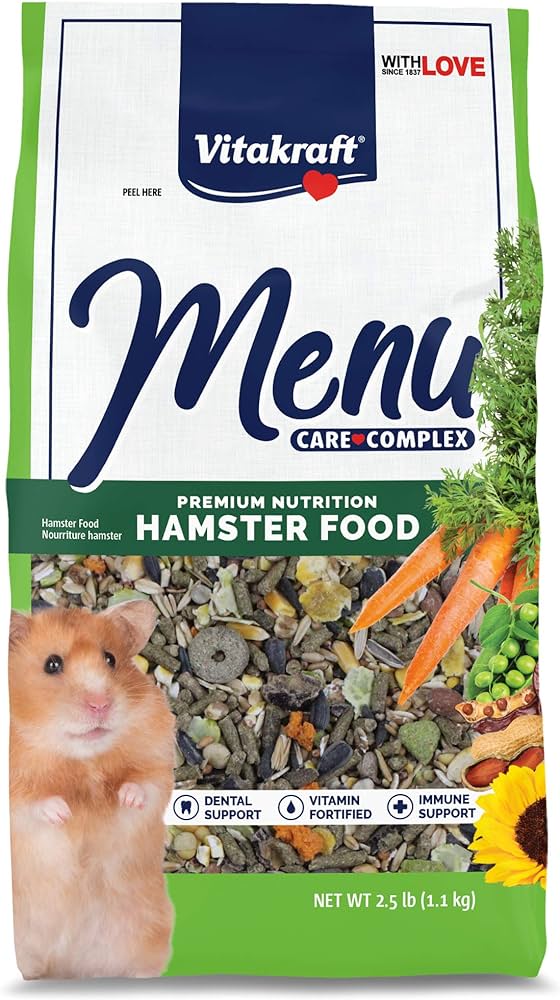 WITH LOVE
SINCE 1837
Vitakraft®
PEEL HERE
Menu
CARE COMPLEX
PREMIUM NUTRITION
HAMSTER FOOD
Hamster Food
Nourriture hamster
DENTAL
SUPPORT
VITAMIN
FORTIFIED
IMMUNE
SUPPORT
NET WT 2.5 lb (1.1 kg)